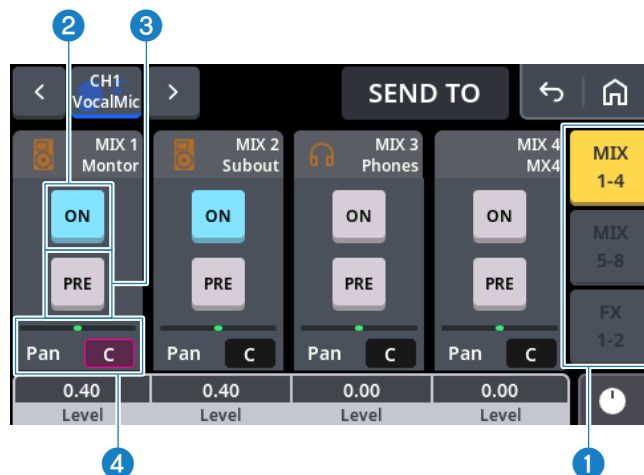 2 3
< CH1 >
VocalMic
SEND TO
MIX 1
Montor
MIX 2
Subout
MIX 3
Phones
MIX 4
MX4
MIX
1-4
ON ON ON ON
MIX
5-8
PRE PRE PRE PRE
FX
1-2
Pan C Pan C Pan C Pan C
0.40 0.40 0.00 0.00
Level Level Level Level
4 1